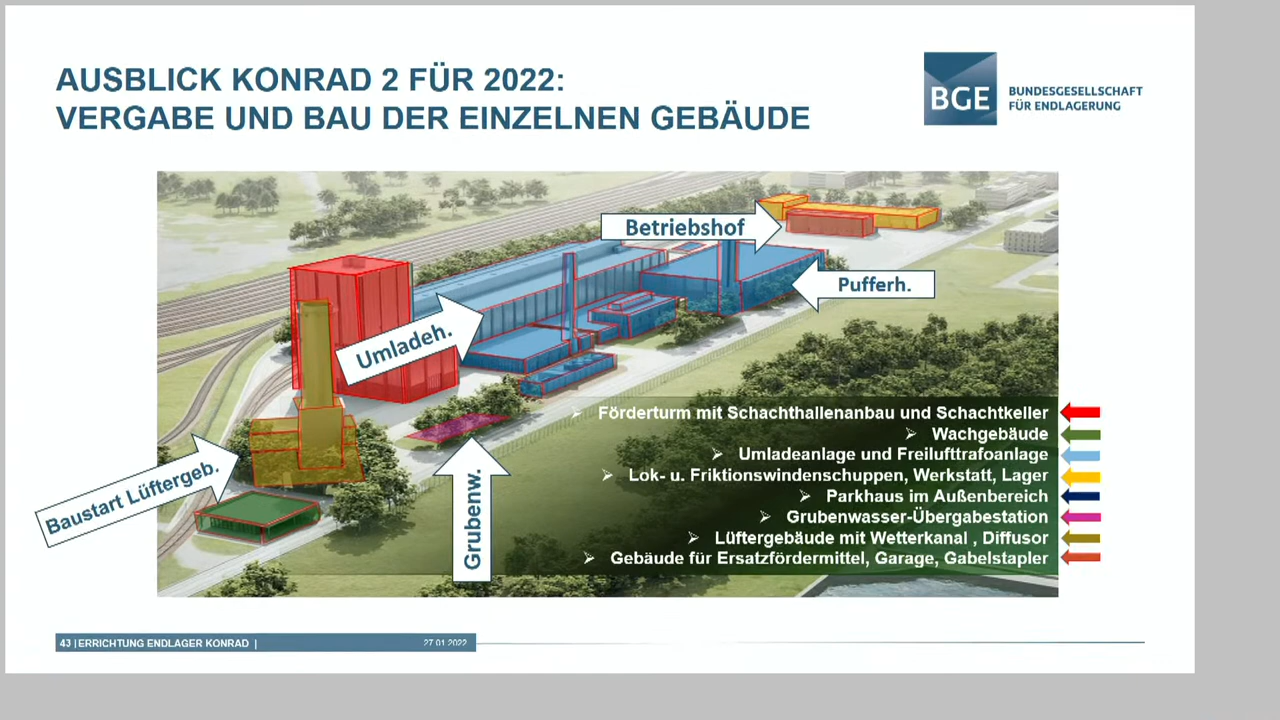 AUSBLICK KONRAD 2 FÜR 2022:
VERGABE UND BAU DER EINZELNEN GEBÄUDE
BGE
BUNDESGESELLSCHAFT
FÜR ENDLAGERUNG
Betriebshof
Pufferh.
Umladeh.
Baustart Lüftergeb.
Grubenw.
Förderturm mit Schachthallenanbau und Schachtkeller
Wachgebäude
Umladeanlage und Freilufttrafoanlage
Lok- u. Friktionswindenschuppen, Werkstatt, Lager
Parkhaus im Außenbereich
Grubenwasser-Übergabestation
Lüftergebäude mit Wetterkanal , Diffusor
Gebäude für Ersatzfördermittel, Garage, Gabelstapler
43 | ERRICHTUNG ENDLAGER KONRAD |
27.01.2022